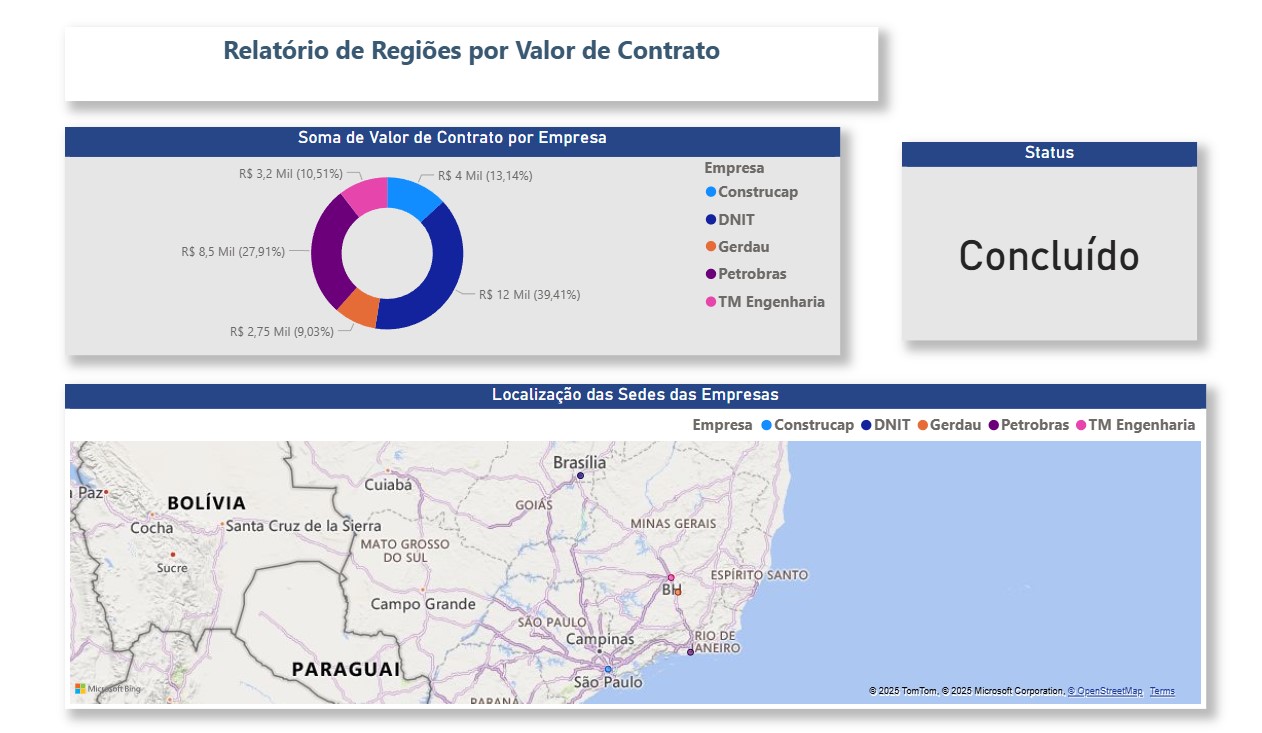 Relatório de Regiões por Valor de Contrato
Soma de Valor de Contrato por Empresa
R$ 3,2 Mil (10,51%)
R$ 4 Mil (13,14%)
R$ 8,5 Mil (27,91%)
R$ 12 Mil (39,41%)
R$ 2,75 Mil (9,03%)
Empresa
Construcap
DNIT
Gerdau
Petrobras
TM Engenharia
Status
Concluído
Localização das Sedes das Empresas
Empresa Construcap DNIT Gerdau Petrobras TM Engenharia
Brasília
Cuiabá
Paz
BOLÍVIA
GOIÁS
Cocha
Santa Cruz de la Sierra
MINAS GERAIS
MATO GROSSO
DO SUL
Sucre
ESPÍRITO SANTO
BH
Campo Grande
SÃO PAULO
Campinas
RIO DE
ANEIRO
PARAGUAI
São Paulo
PARANÁ
Microsoft Bing
© 2025 TomTom, © 2025 Microsoft Corporation, © OpenStreetMap Terms